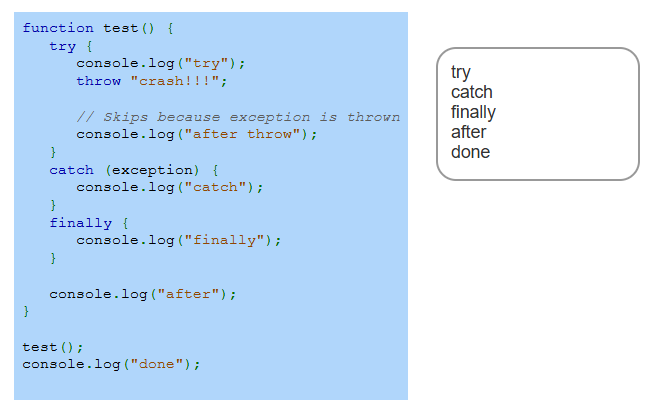 function test() {
   try {
      console.log("try");
      throw "crash!!!";

      // Skips because exception is thrown
      console.log("after throw");
   }
   catch (exception) {
      console.log("catch");
   }
   finally {
      console.log("finally");
   }

   console.log("after");
}

test();
console.log("done");

try
catch
finally
after
done